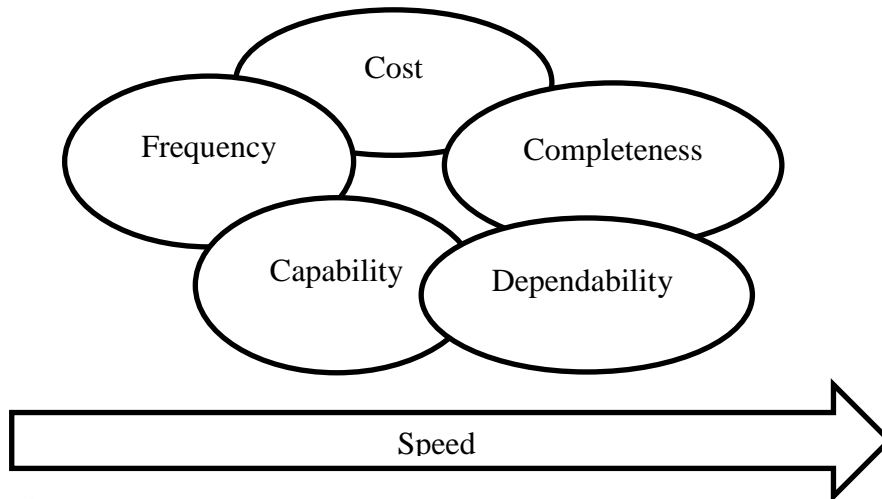 Cost
Frequency
Completeness
Capability
Dependability
Speed